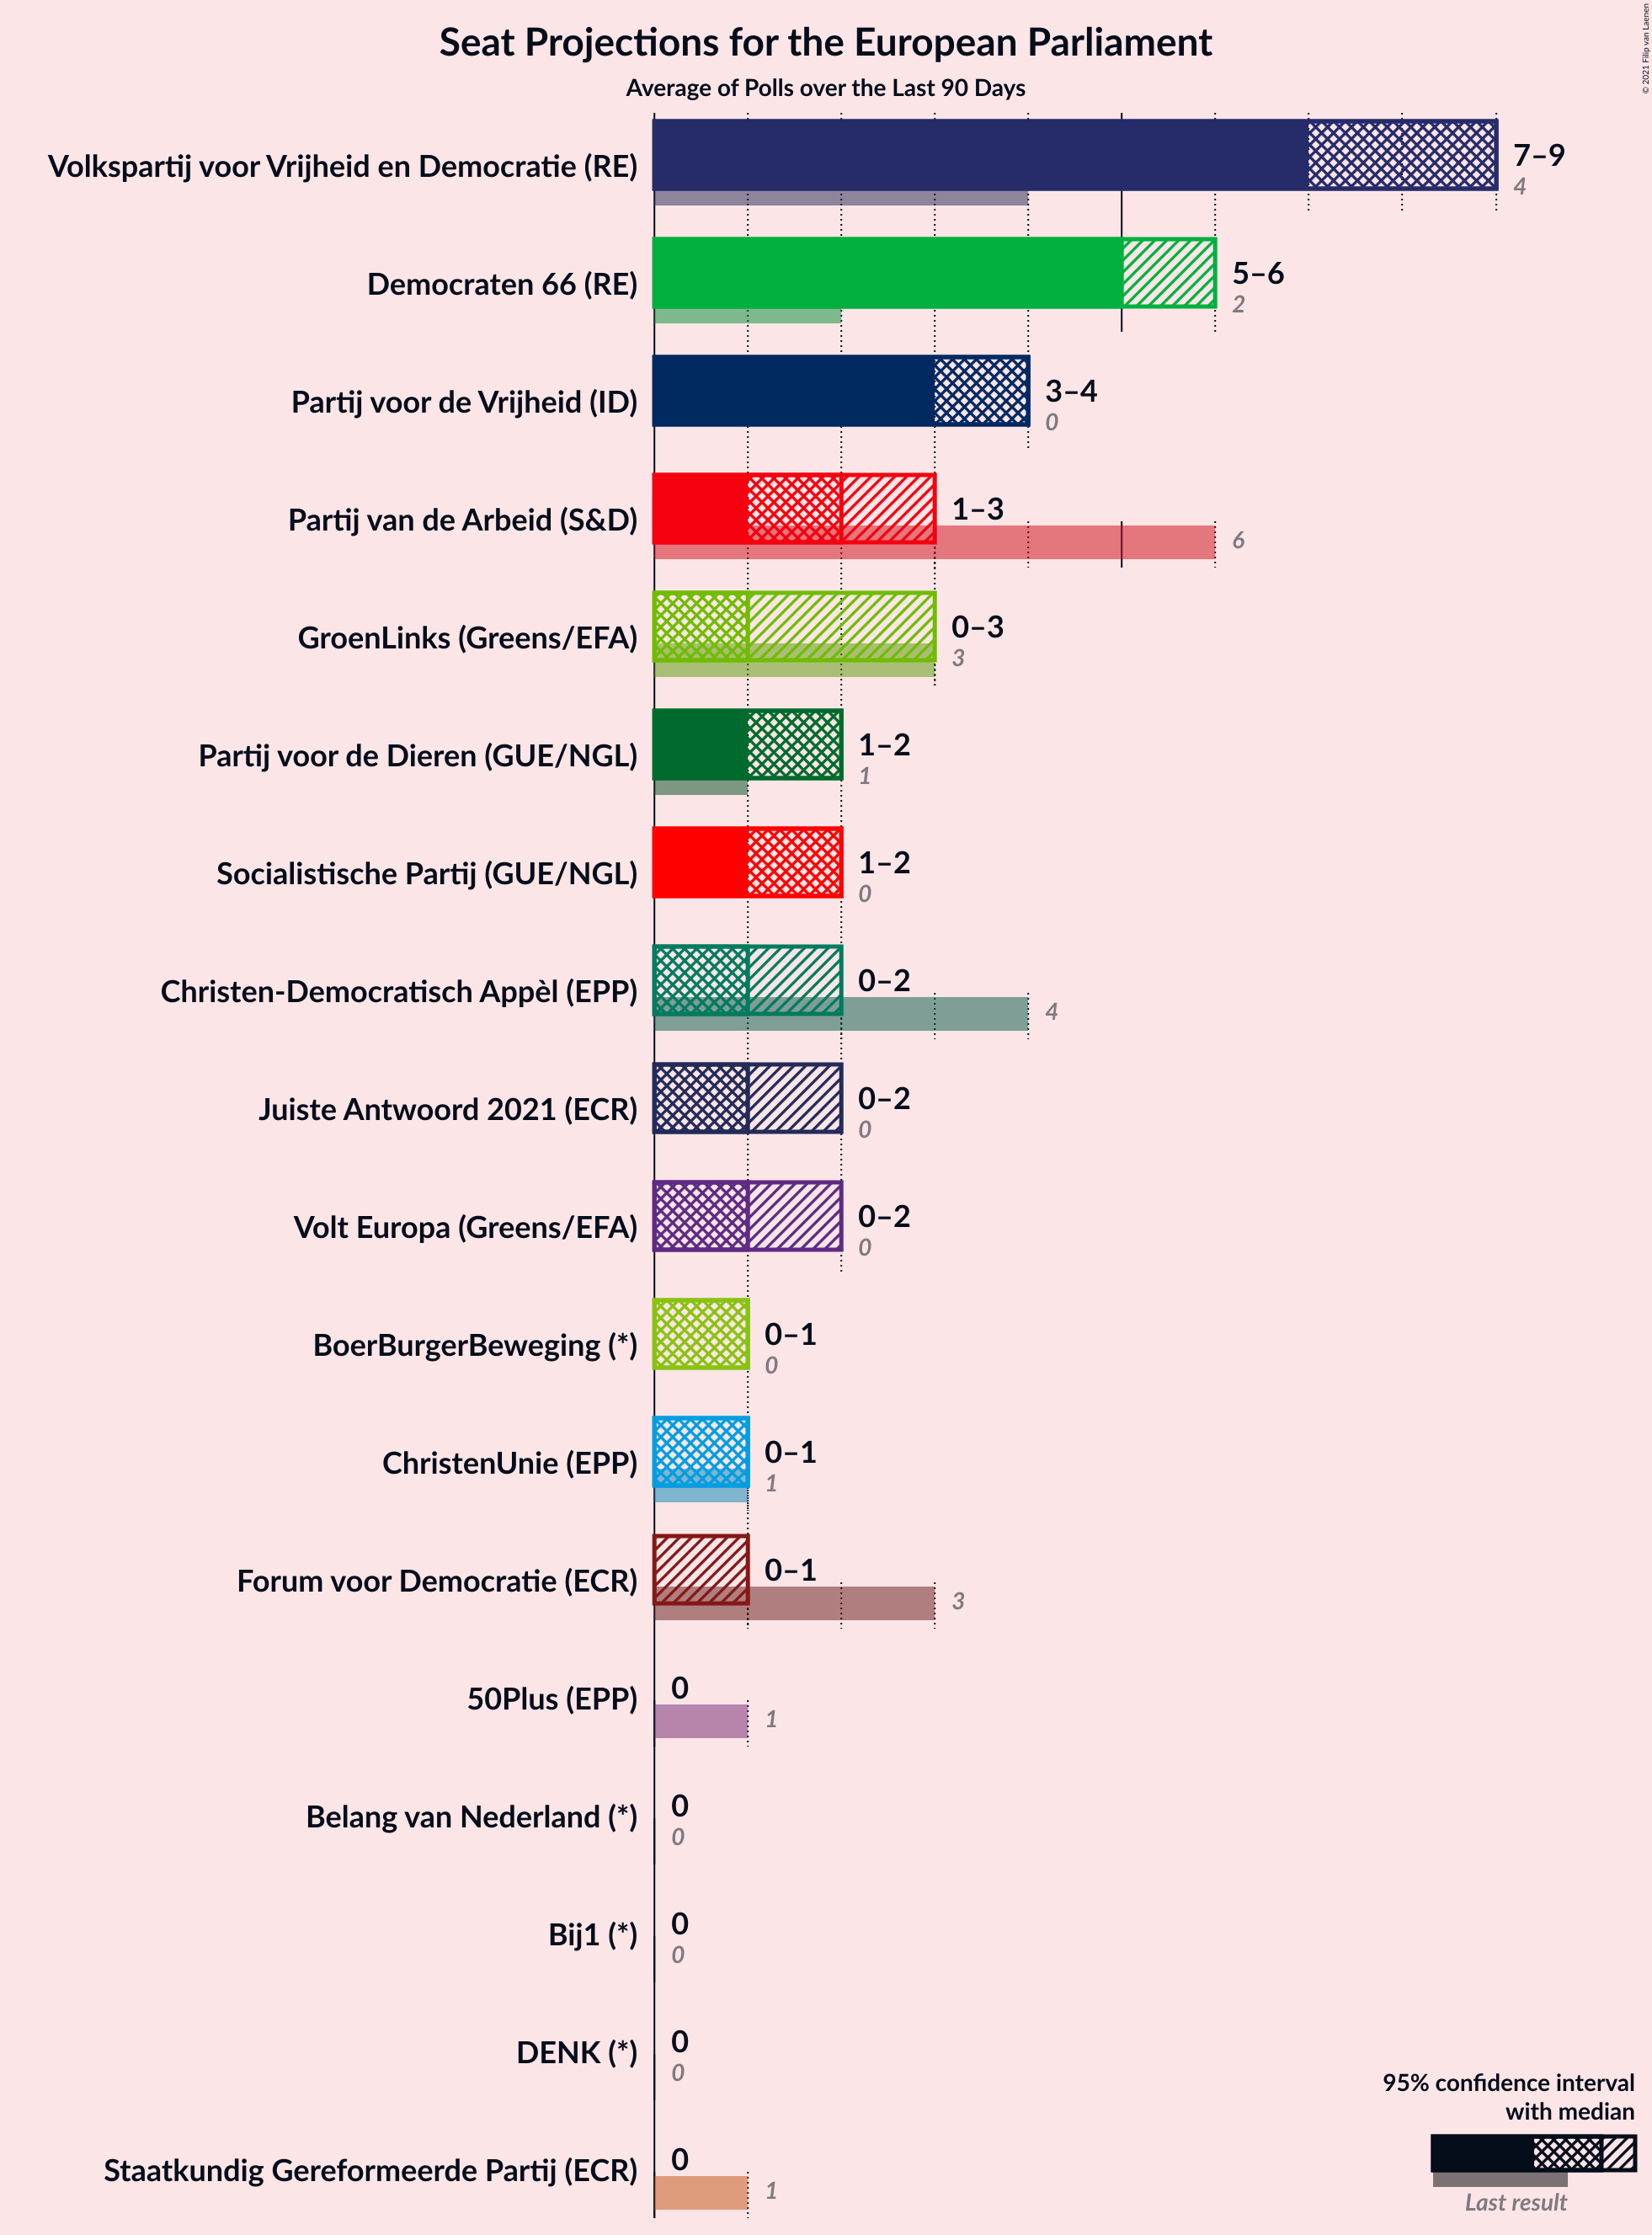 Seat Projections for the European Parliament
Average of Polls over the Last 90 Days
© 2021 Filip van Laenen
Volkspartij voor Vrijheid en Democratie (RE)
7–9
4
Democraten 66 (RE)
5–6
2
Partij voor de Vrijheid (ID)
3–4
0
Partij van de Arbeid (S&D)
1–3
6
GroenLinks (Greens/EFA)
0–3
3
Partij voor de Dieren (GUE/NGL)
1–2
1
Socialistische Partij (GUE/NGL)
1–2
0
Christen-Democratisch Appèl (EPP)
0–2
4
Juiste Antwoord 2021 (ECR)
0–2
0
Volt Europa (Greens/EFA)
0–2
0
BoerBurgerBeweging (*)
0–1
0
ChristenUnie (EPP)
0–1
1
Forum voor Democratie (ECR)
0–1
3
50Plus (EPP)
0
1
Belang van Nederland (*)
0
0
Bij1 (*)
0
0
DENK (*)
0
0
Staatkundig Gereformeerde Partij (ECR)
0
1
95% confidence interval
with median
Last result